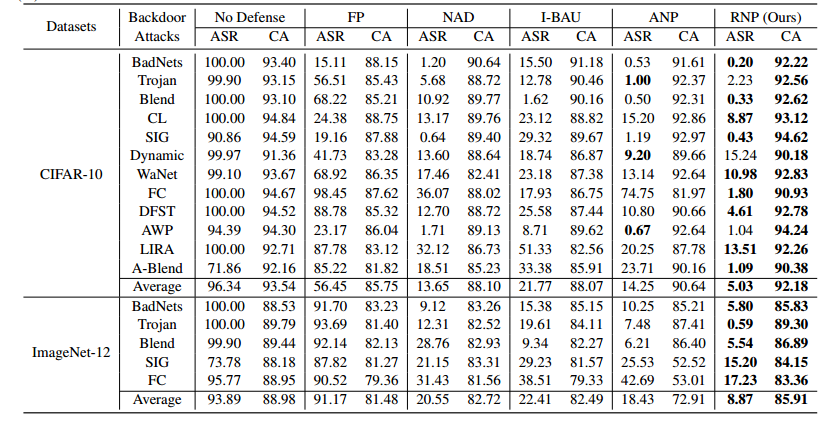 Datasets Backdoor Attacks No Defense FP NAD I-BAU ANP RNP (Ours)
ASR CA ASR CA ASR CA ASR CA ASR CA ASR CA
CIFAR-10
BadNets 100.00 93.40 15.11 88.15 1.20 90.64 15.50 91.18 0.53 91.61 0.20 92.22
Trojan 99.90 93.15 56.51 85.43 5.68 88.72 12.78 90.46 1.00 92.37 2.23 92.56
Blend 100.00 93.10 68.22 85.21 10.92 89.77 1.62 90.16 0.50 92.31 0.33 92.62
CL 100.00 94.84 24.38 88.75 13.17 89.76 23.12 88.82 15.20 92.86 8.87 93.12
SIG 90.86 94.59 19.16 87.88 0.64 89.40 29.32 89.67 1.19 92.97 0.43 94.62
Dynamic 99.97 91.36 41.73 83.28 13.60 88.64 18.74 86.87 9.20 89.66 15.24 90.18
WaNet 99.10 93.67 68.92 86.35 17.46 82.41 23.18 87.38 13.14 92.64 10.98 92.83
FC 100.00 94.67 98.45 87.62 36.07 88.02 17.93 86.75 74.75 81.97 1.80 90.93
DFST 100.00 94.52 88.78 85.32 12.70 88.72 25.58 87.44 10.80 90.66 4.61 92.78
AWP 94.39 94.30 23.17 86.04 1.71 89.13 8.71 89.62 0.67 92.64 1.04 94.24
LIRA 100.00 92.71 87.78 83.12 32.12 86.73 51.33 82.56 20.25 87.78 13.51 92.26
A-Blend 71.86 92.16 85.22 81.82 18.51 85.23 33.38 85.91 23.71 90.16 1.09 90.38
Average 96.34 93.54 56.45 85.75 13.65 88.10 21.77 88.07 14.25 90.64 5.03 92.18
ImageNet-12
BadNets 100.00 88.53 91.70 83.23 9.12 83.26 15.38 85.15 10.25 85.21 5.80 85.83
Trojan 100.00 89.79 93.69 81.40 12.31 82.52 19.61 84.11 7.48 87.41 0.59 89.30
Blend 99.90 89.44 92.14 82.13 28.76 82.93 9.34 82.27 6.21 86.40 5.54 86.89
SIG 73.78 88.18 87.82 81.27 21.15 83.31 29.23 81.57 25.53 52.52 15.20 84.15
FC 95.77 88.95 90.52 79.36 31.43 81.56 38.51 79.33 42.69 53.01 17.23 83.36
Average 93.89 88.98 91.17 81.48 20.55 82.72 22.41 82.49 18.43 72.91 8.87 85.91